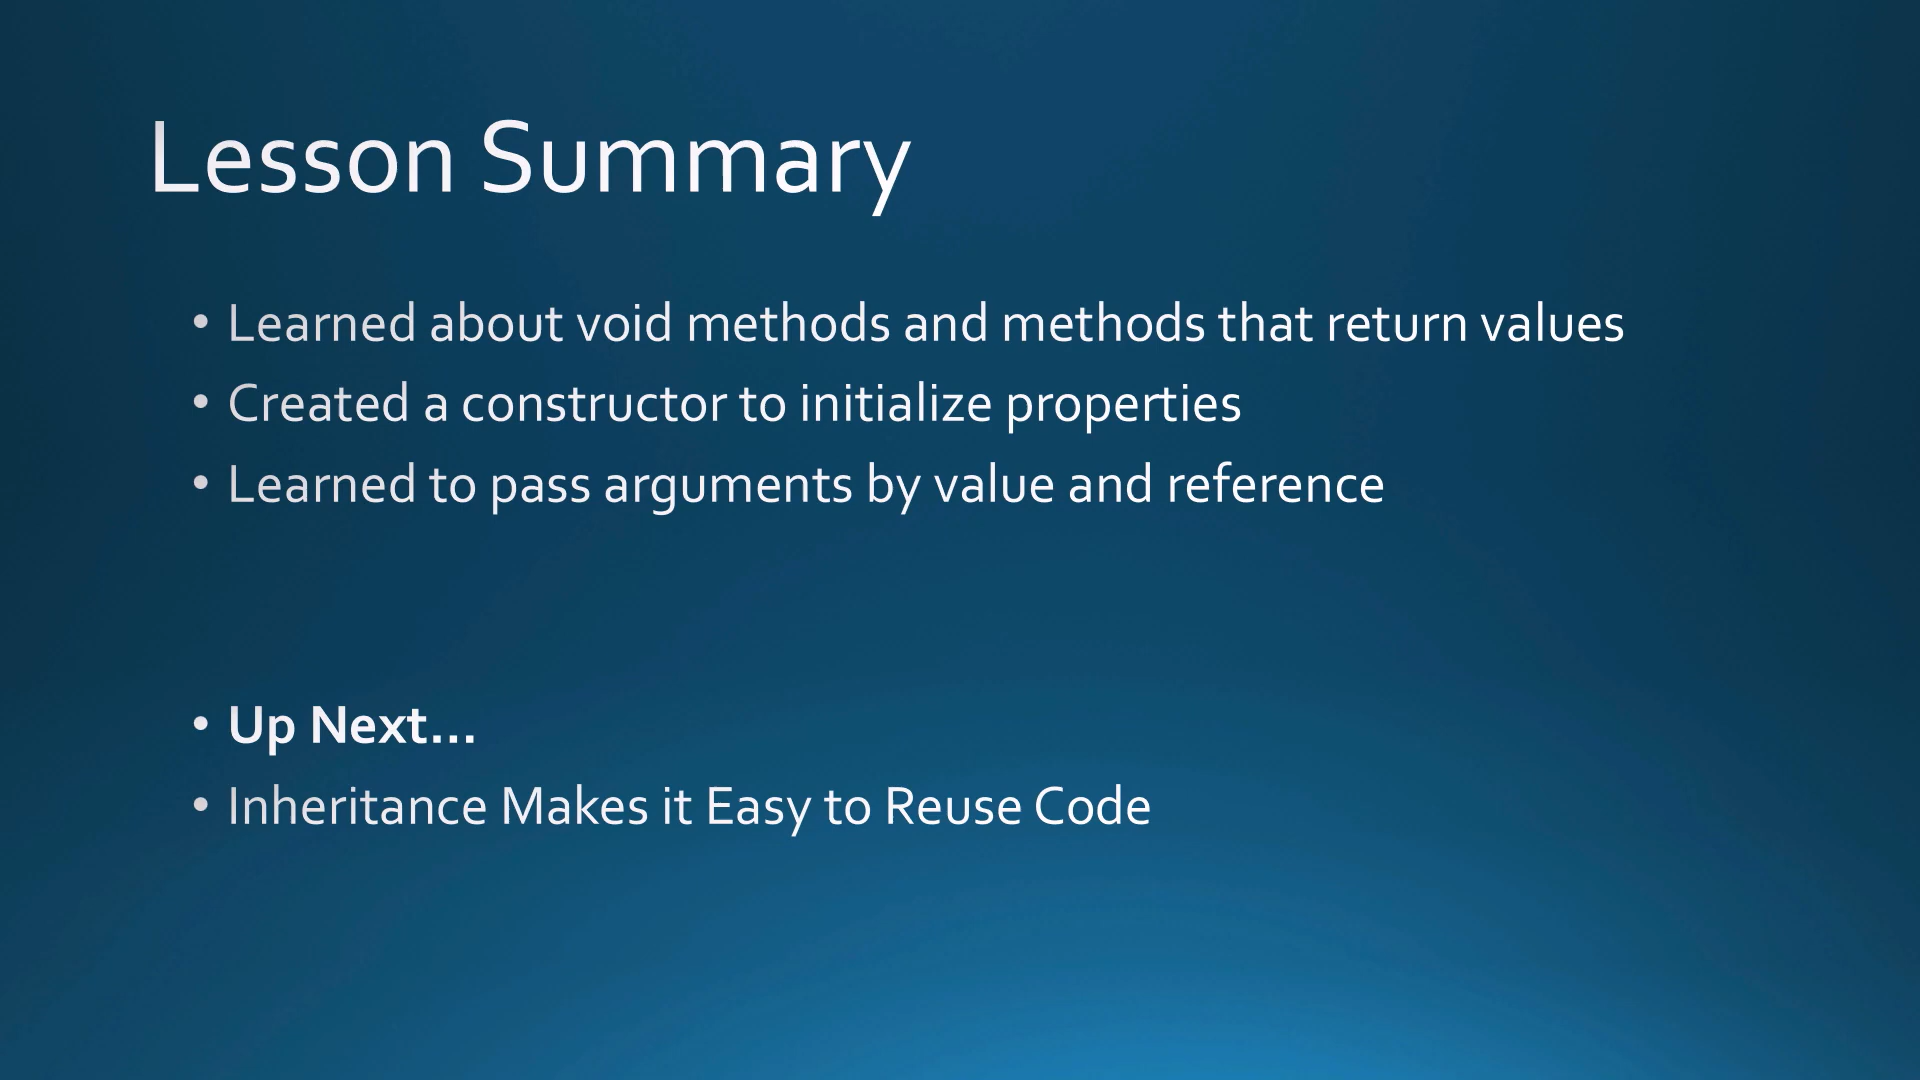 Lesson Summary
• Learned about void methods and methods that return values
• Created a constructor to initialize properties
• Learned to pass arguments by value and reference
• Up Next...
• Inheritance Makes it Easy to Reuse Code